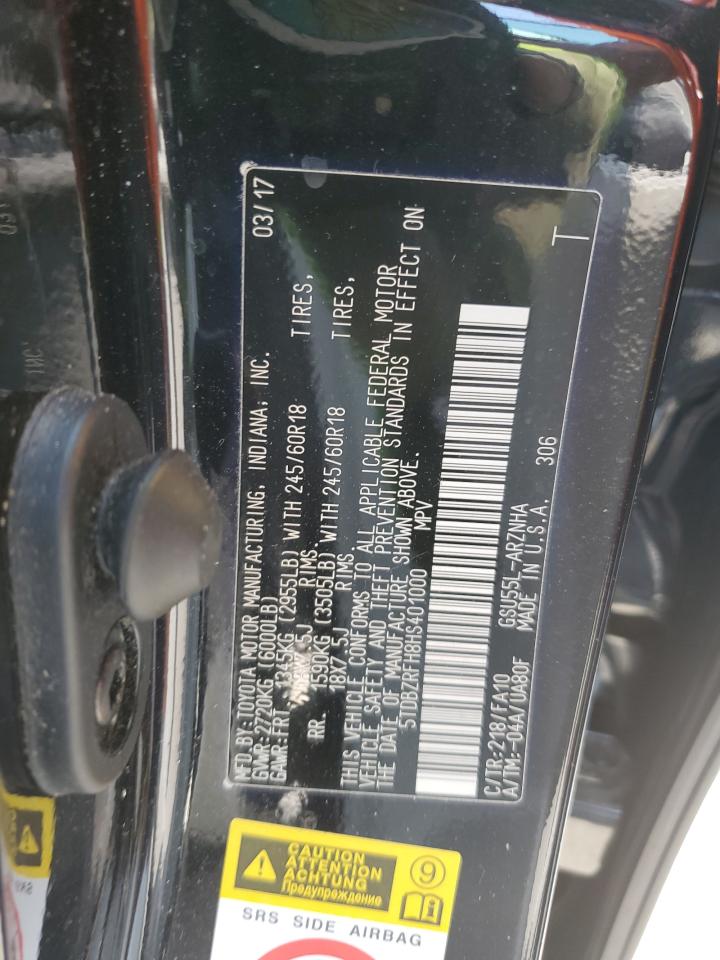 MFD.BY:TOYOTA MOTOR MANUFACTURING, INDIANA, INC. 03/17
GVWR:2720KG (6000LB)
GAWR:FRT. 1345KG (2955LB) WITH 245/60R18 TIRES,
RIMS.
RR. 1590KG (3505LB) WITH 245/60R18 TIRES,
18X7.5J RIMS.
THIS VEHICLE CONFORMS TO ALL APPLICABLE FEDERAL MOTOR
VEHICLE SAFETY AND THEFT PREVENTION STANDARDS IN EFFECT ON
THE DATE OF MANUFACTURE SHOWN ABOVE.
5TDBZRFH8HS401000 MPV
C/TR:218/FA10 GSU55L-ARZNHA
A/TM:-04A/UA80F MADE IN U.S.A. 306
T
CAUTION
ATTENTION
ACHTUNG
Предупреждение
9
SRS SIDE AIRBAG